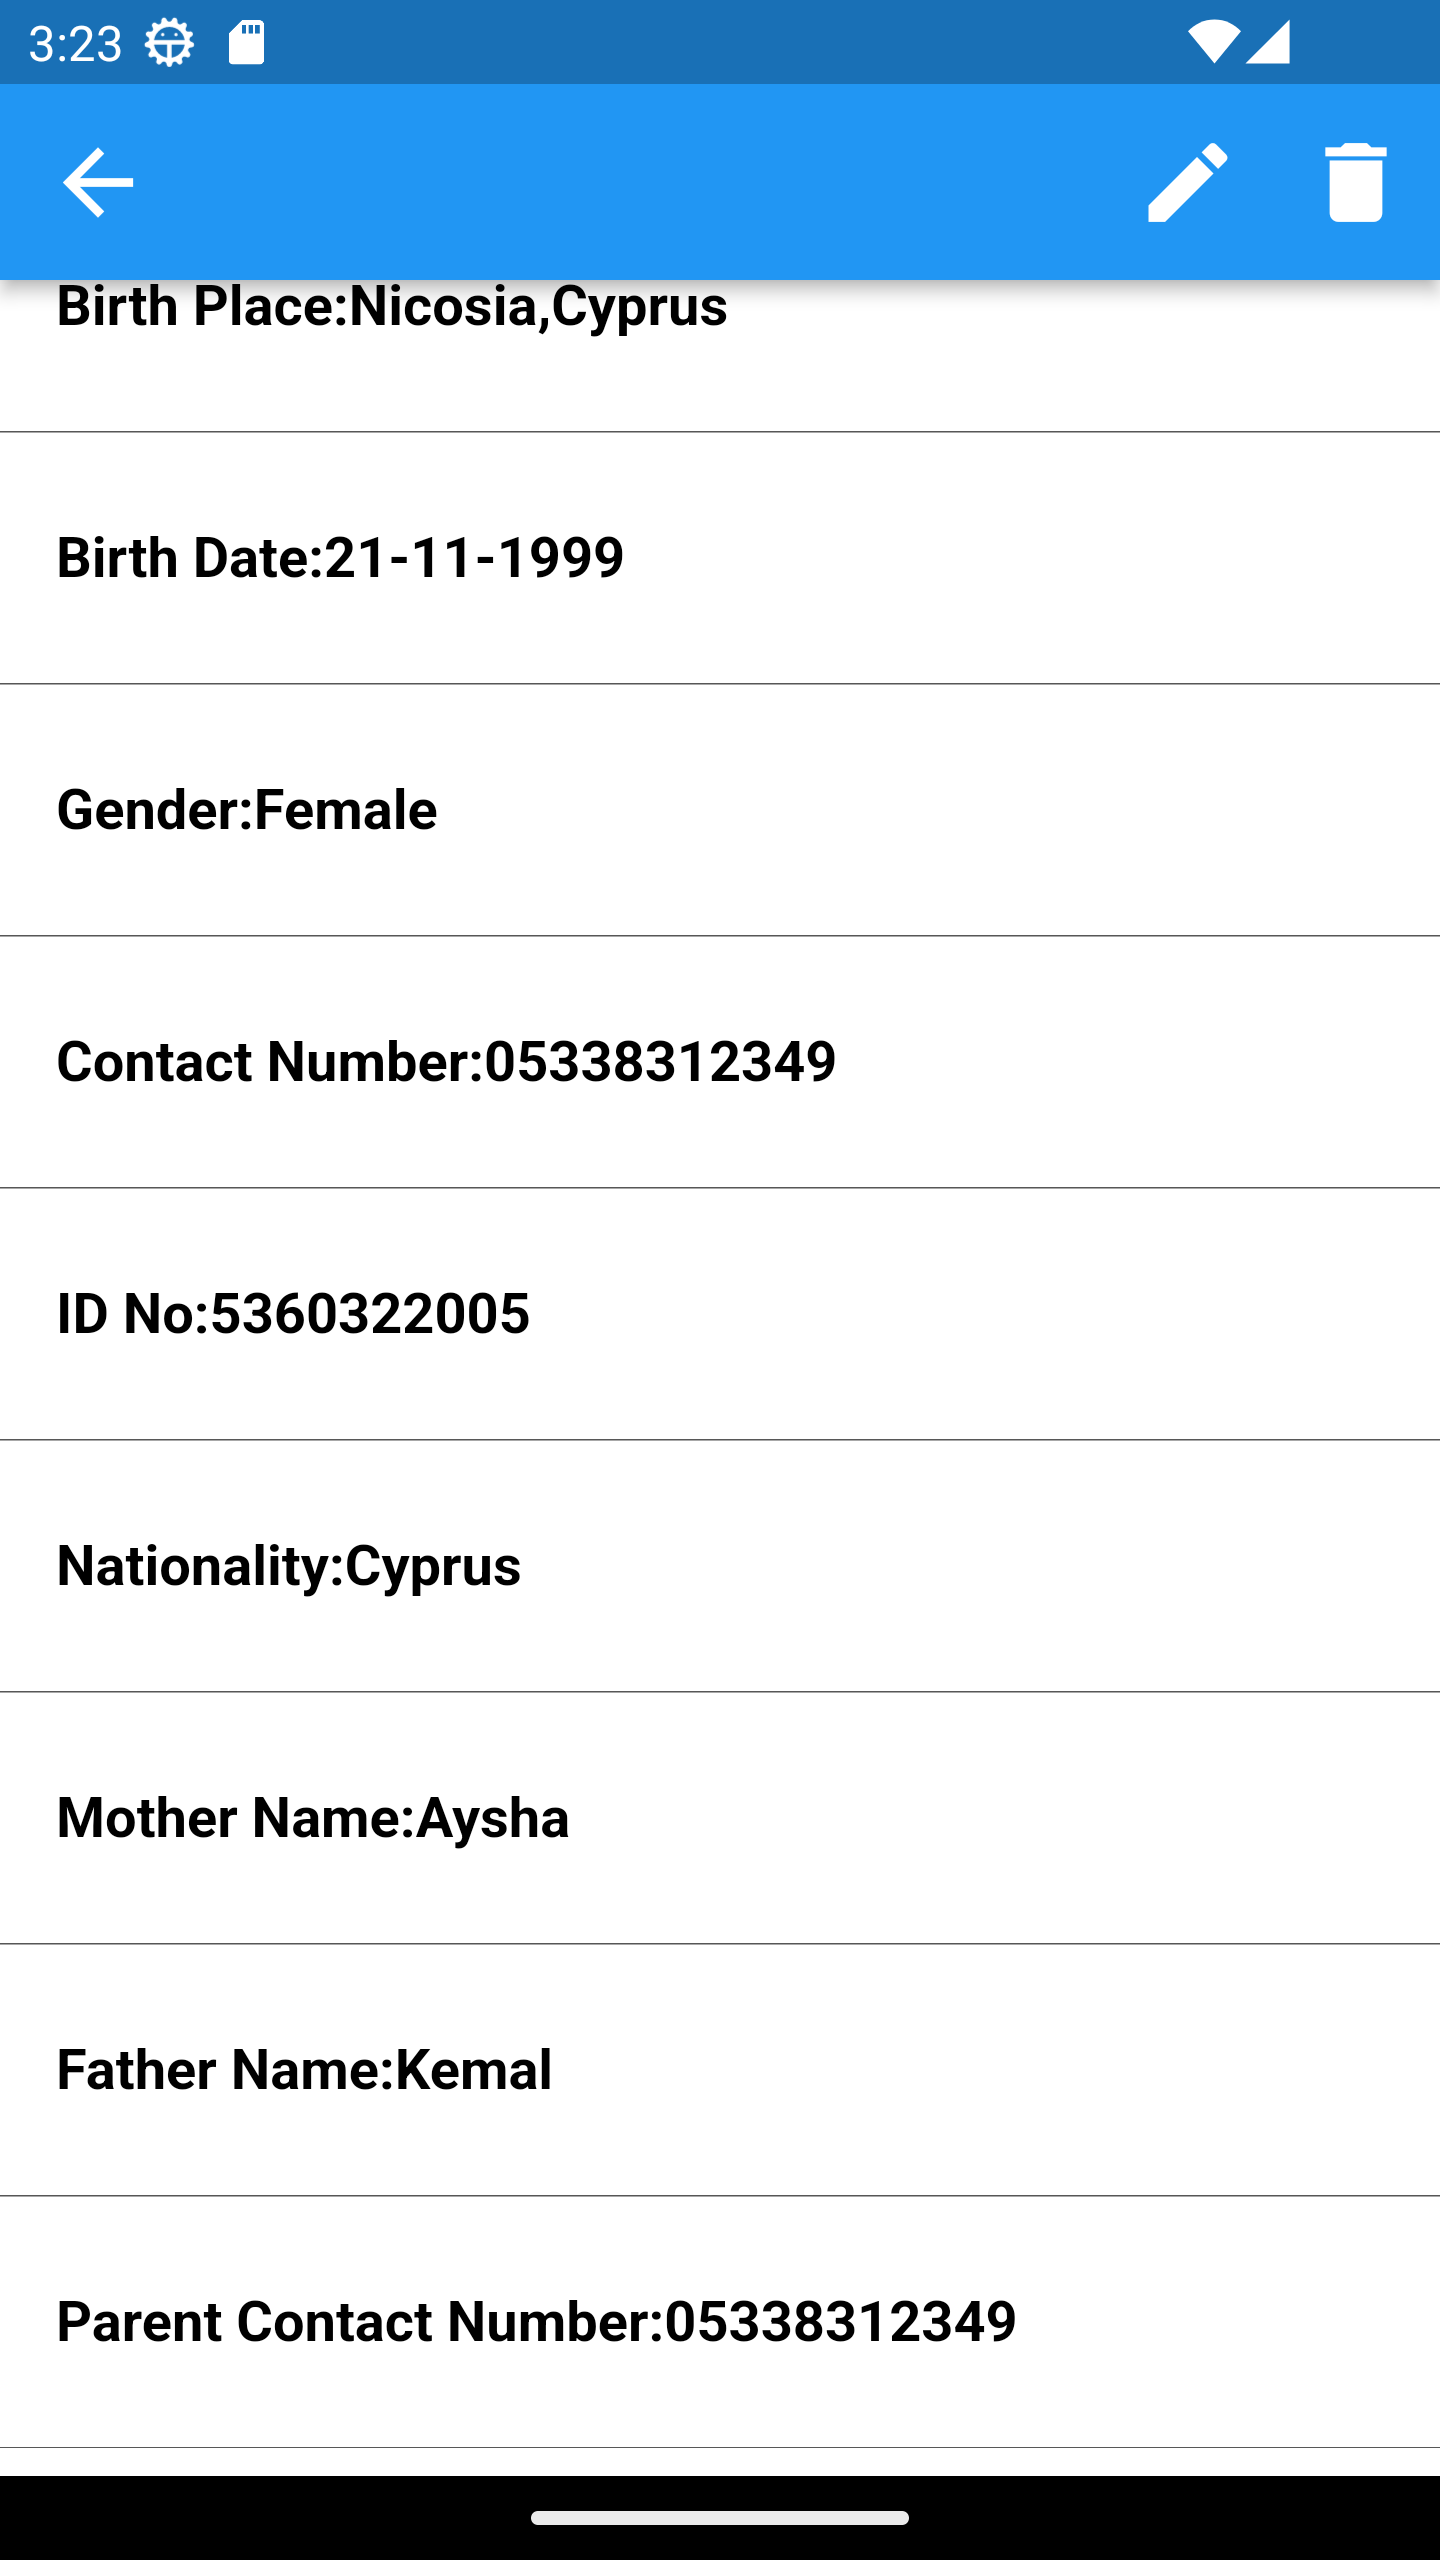 3:23
Birth Place:Nicosia,Cyprus
Birth Date:21-11-1999
Gender:Female
Contact Number:05338312349
ID No:5360322005
Nationality:Cyprus
Mother Name:Aysha
Father Name:Kemal
Parent Contact Number:05338312349